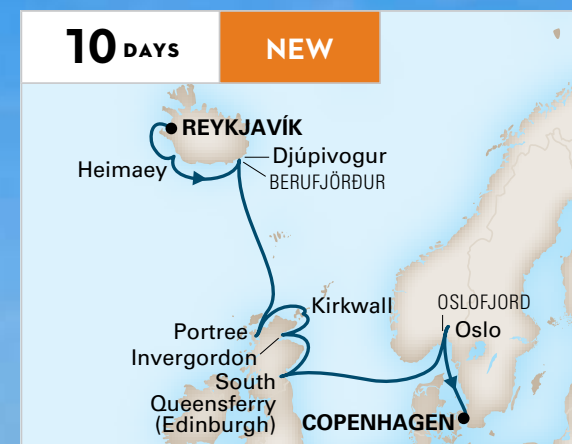 10 DAYS
NEW
REYKJAVÍK
Heimaey
Djúpivogur
BERUFJÖRÐUR
Kirkwall
OSLOFJORD
Portree
Oslo
Invergordon
South
Queensferry
(Edinburgh)
COPENHAGEN